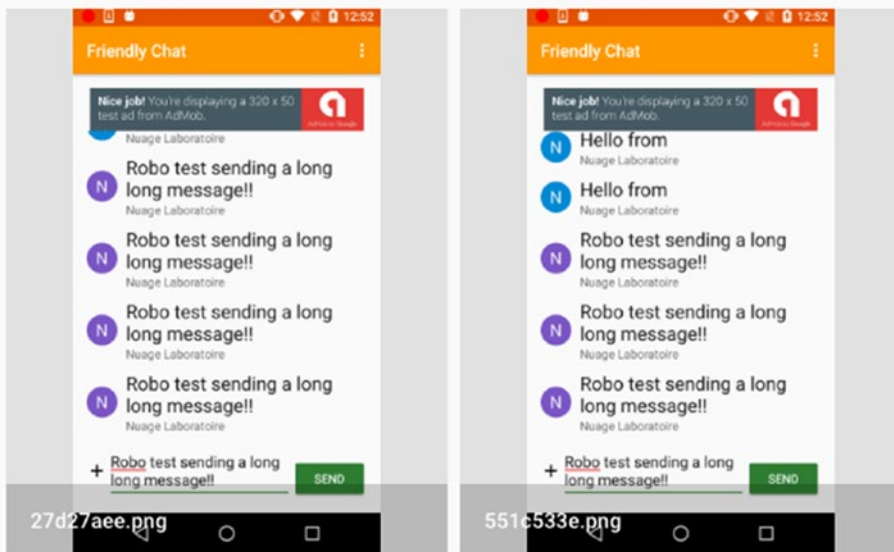 12:52
Friendly Chat
Nice job! You're displaying a 320 x 50
test ad from AdMob.
AdMob by Google
Nuage Laboratoire
N
Robo test sending a long
long message!!
Nuage Laboratoire
N
Robo test sending a long
long message!!
Nuage Laboratoire
N
Robo test sending a long
long message!!
Nuage Laboratoire
N
Robo test sending a long
long message!!
Nuage Laboratoire
+ Robo test sending a long
long message!!
SEND
27d27aee.png
12:52
Friendly Chat
Nice job! You're displaying a 320 x 50
test ad from AdMob.
AdMob by Google
N
Hello from
Nuage Laboratoire
N
Hello from
Nuage Laboratoire
N
Robo test sending a long
long message!!
Nuage Laboratoire
N
Robo test sending a long
long message!!
Nuage Laboratoire
N
Robo test sending a long
long message!!
Nuage Laboratoire
+ Robo test sending a long
long message!!
SEND
551c533e.png